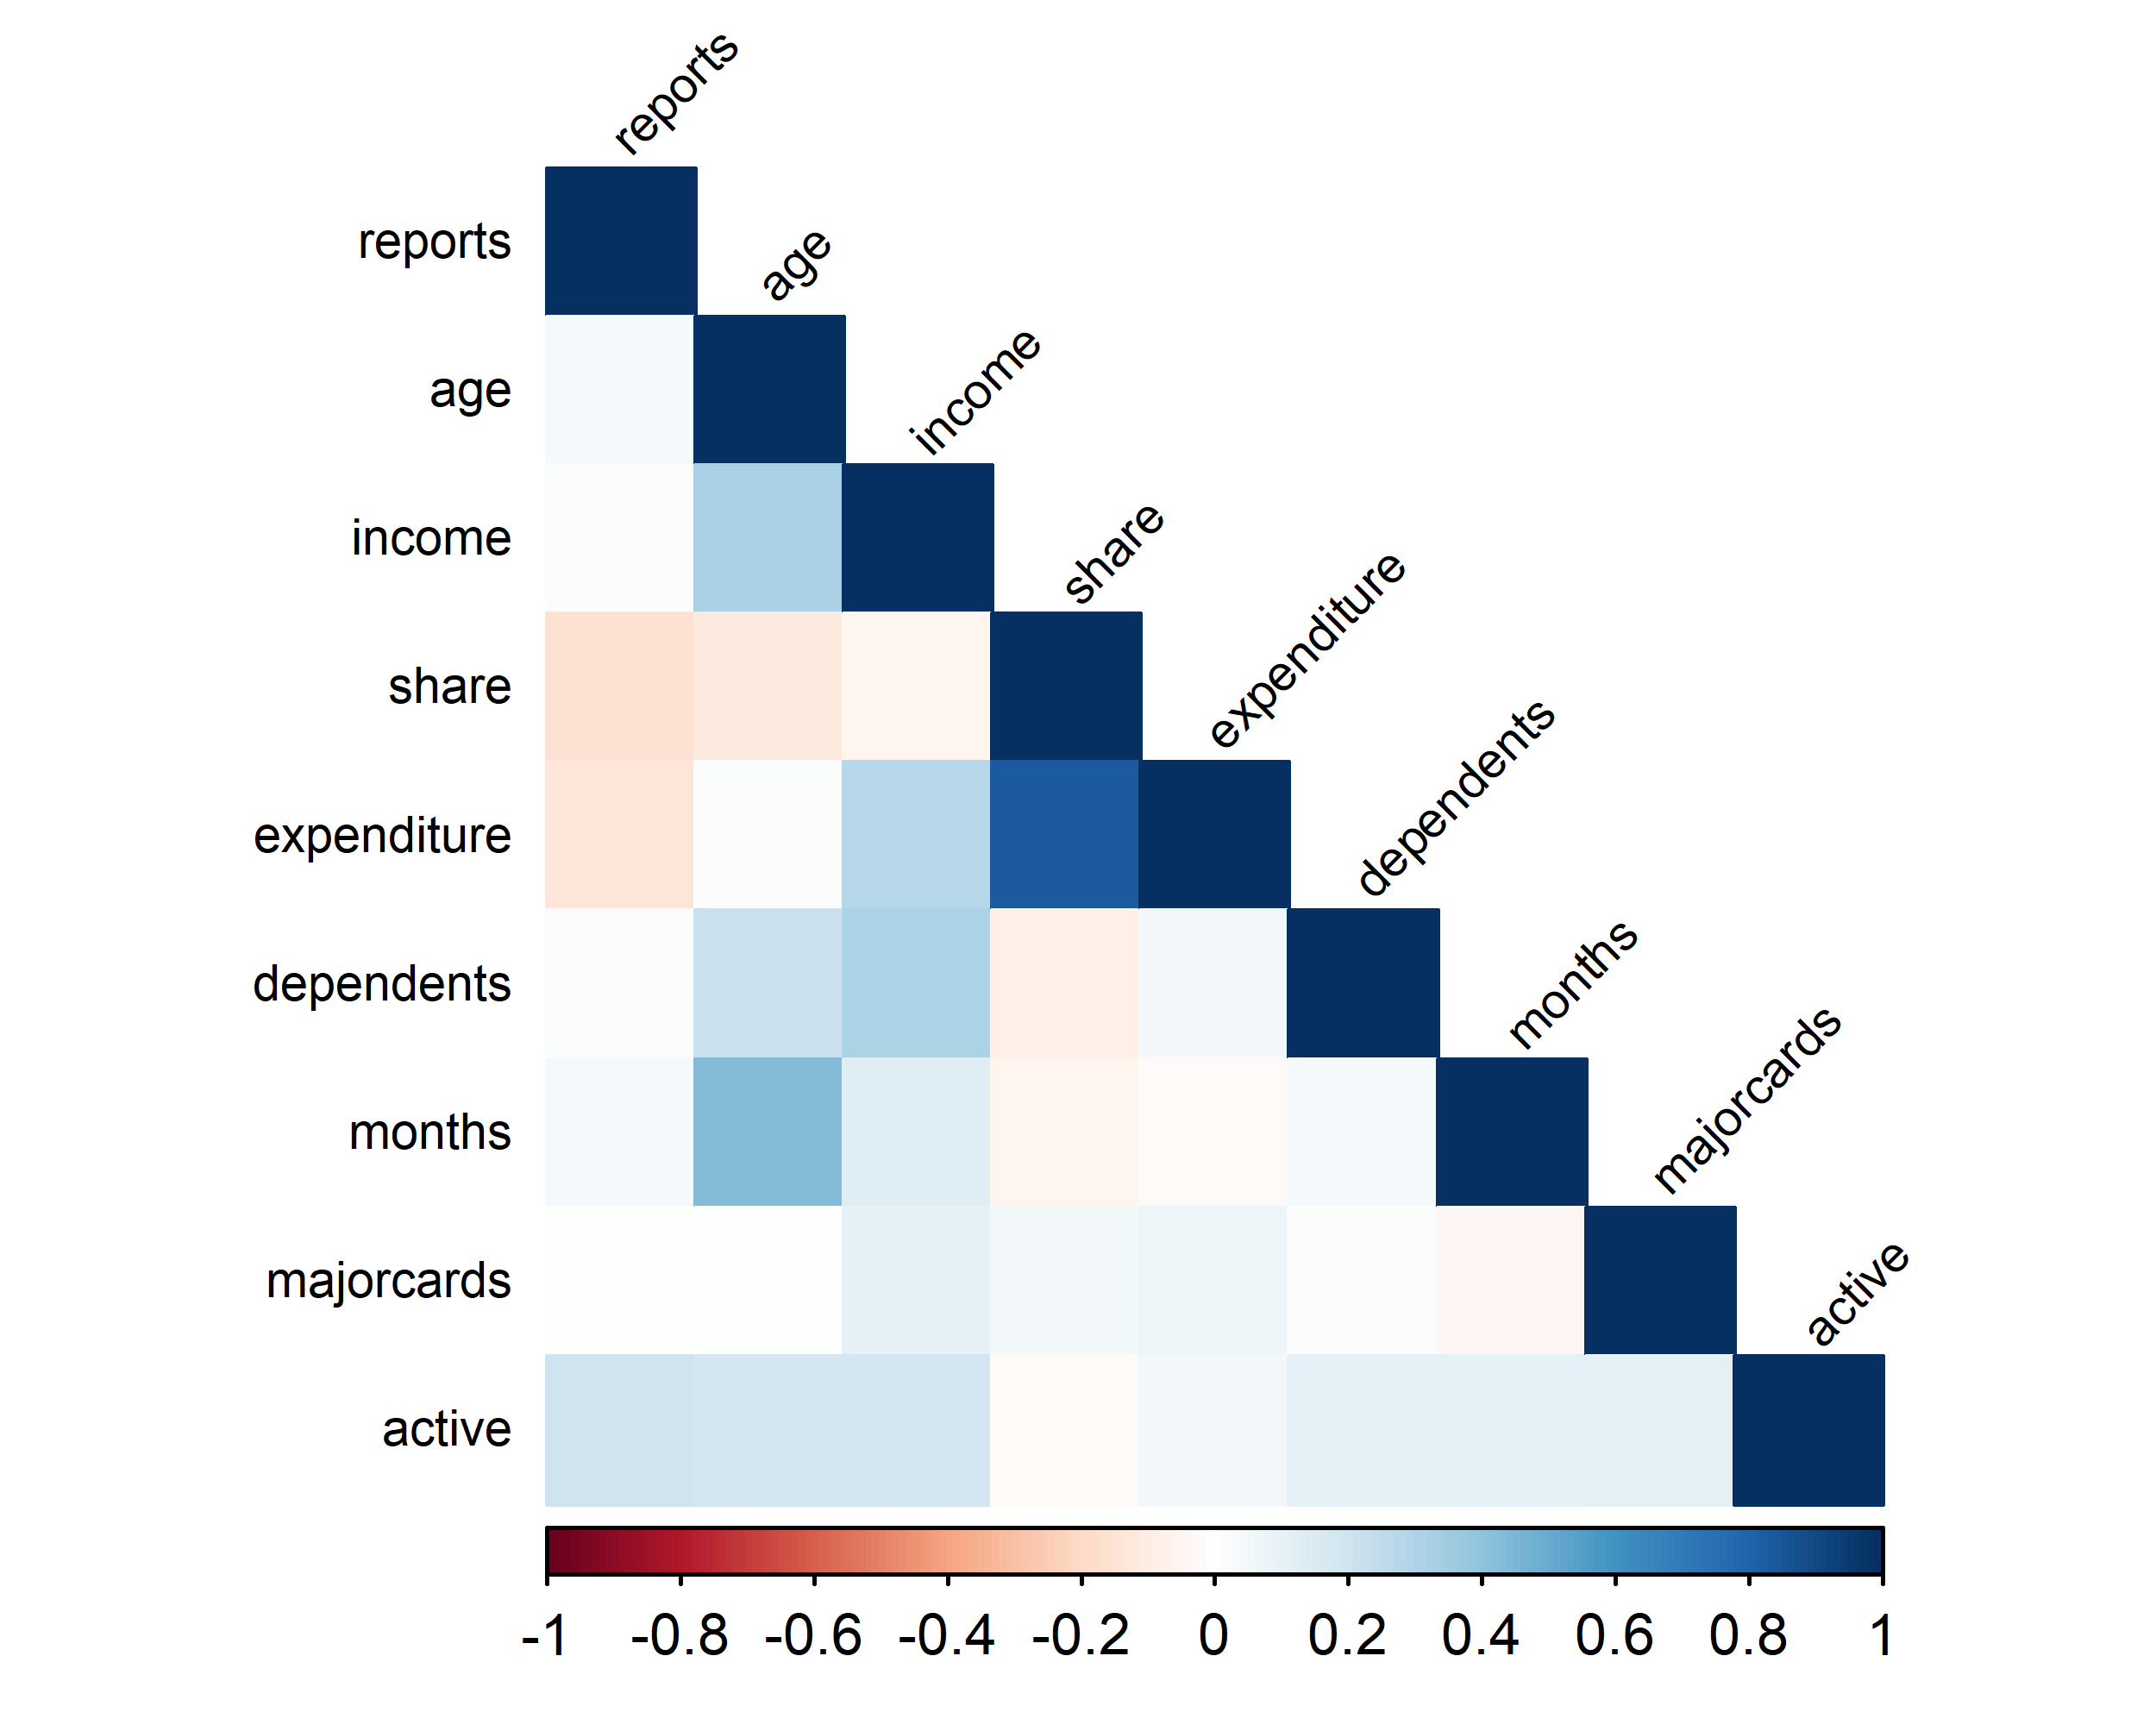 reports
reports
age
age
income
income
share
share
expenditure
expenditure
dependents
dependents
months
months
majorcards
majorcards
active
active
-1 -0.8 -0.6 -0.4 -0.2 0 0.2 0.4 0.6 0.8 1